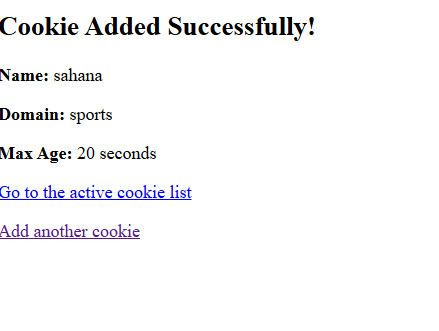 Cookie Added Successfully!
Name: sahana
Domain: sports
Max Age: 20 seconds
Go to the active cookie list
Add another cookie